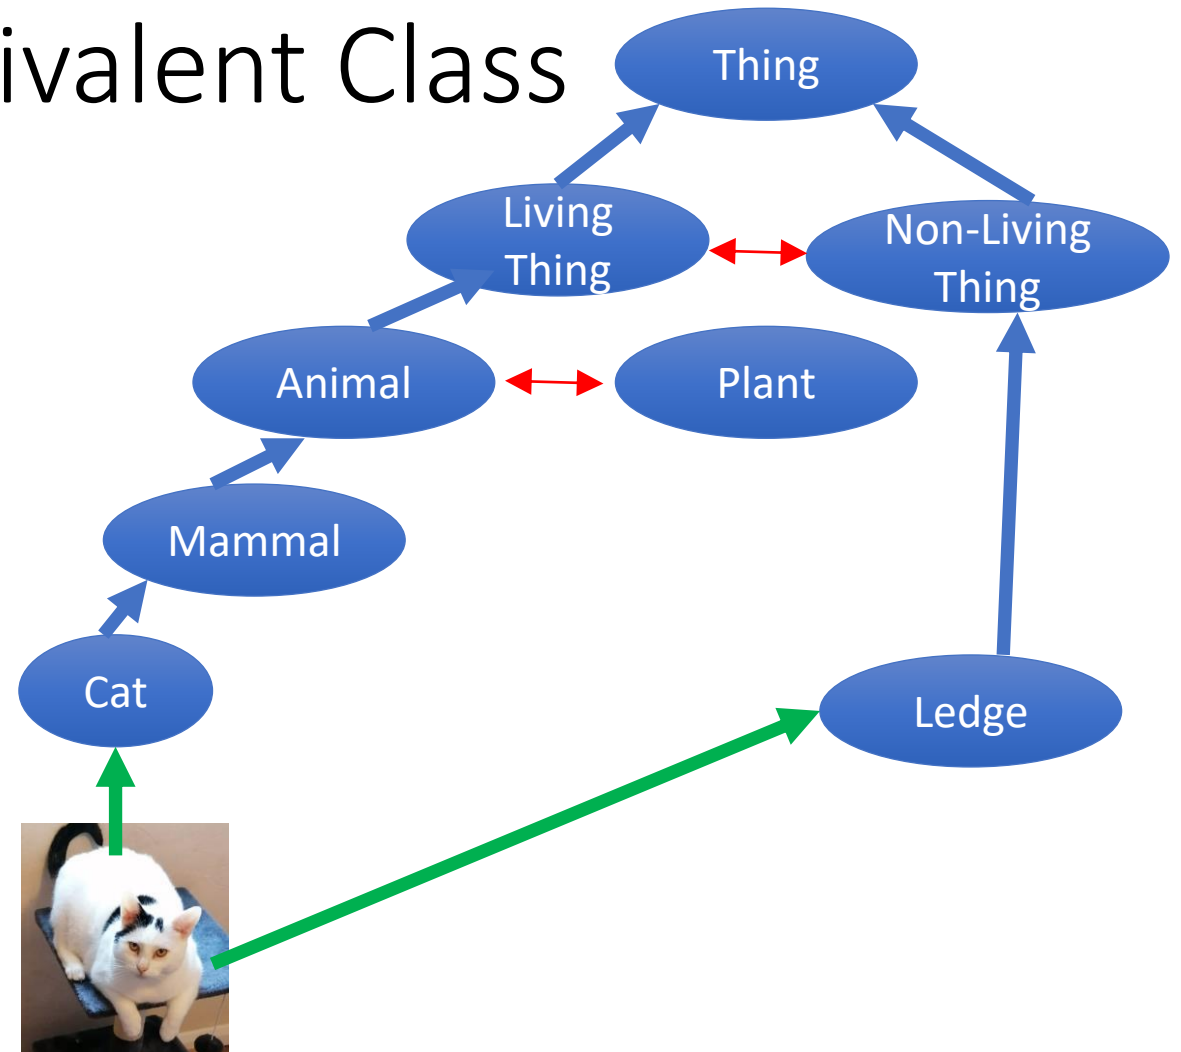 ivalent Class
Thing
Living
Thing
Non-Living
Thing
Animal
Plant
Mammal
Cat
Ledge